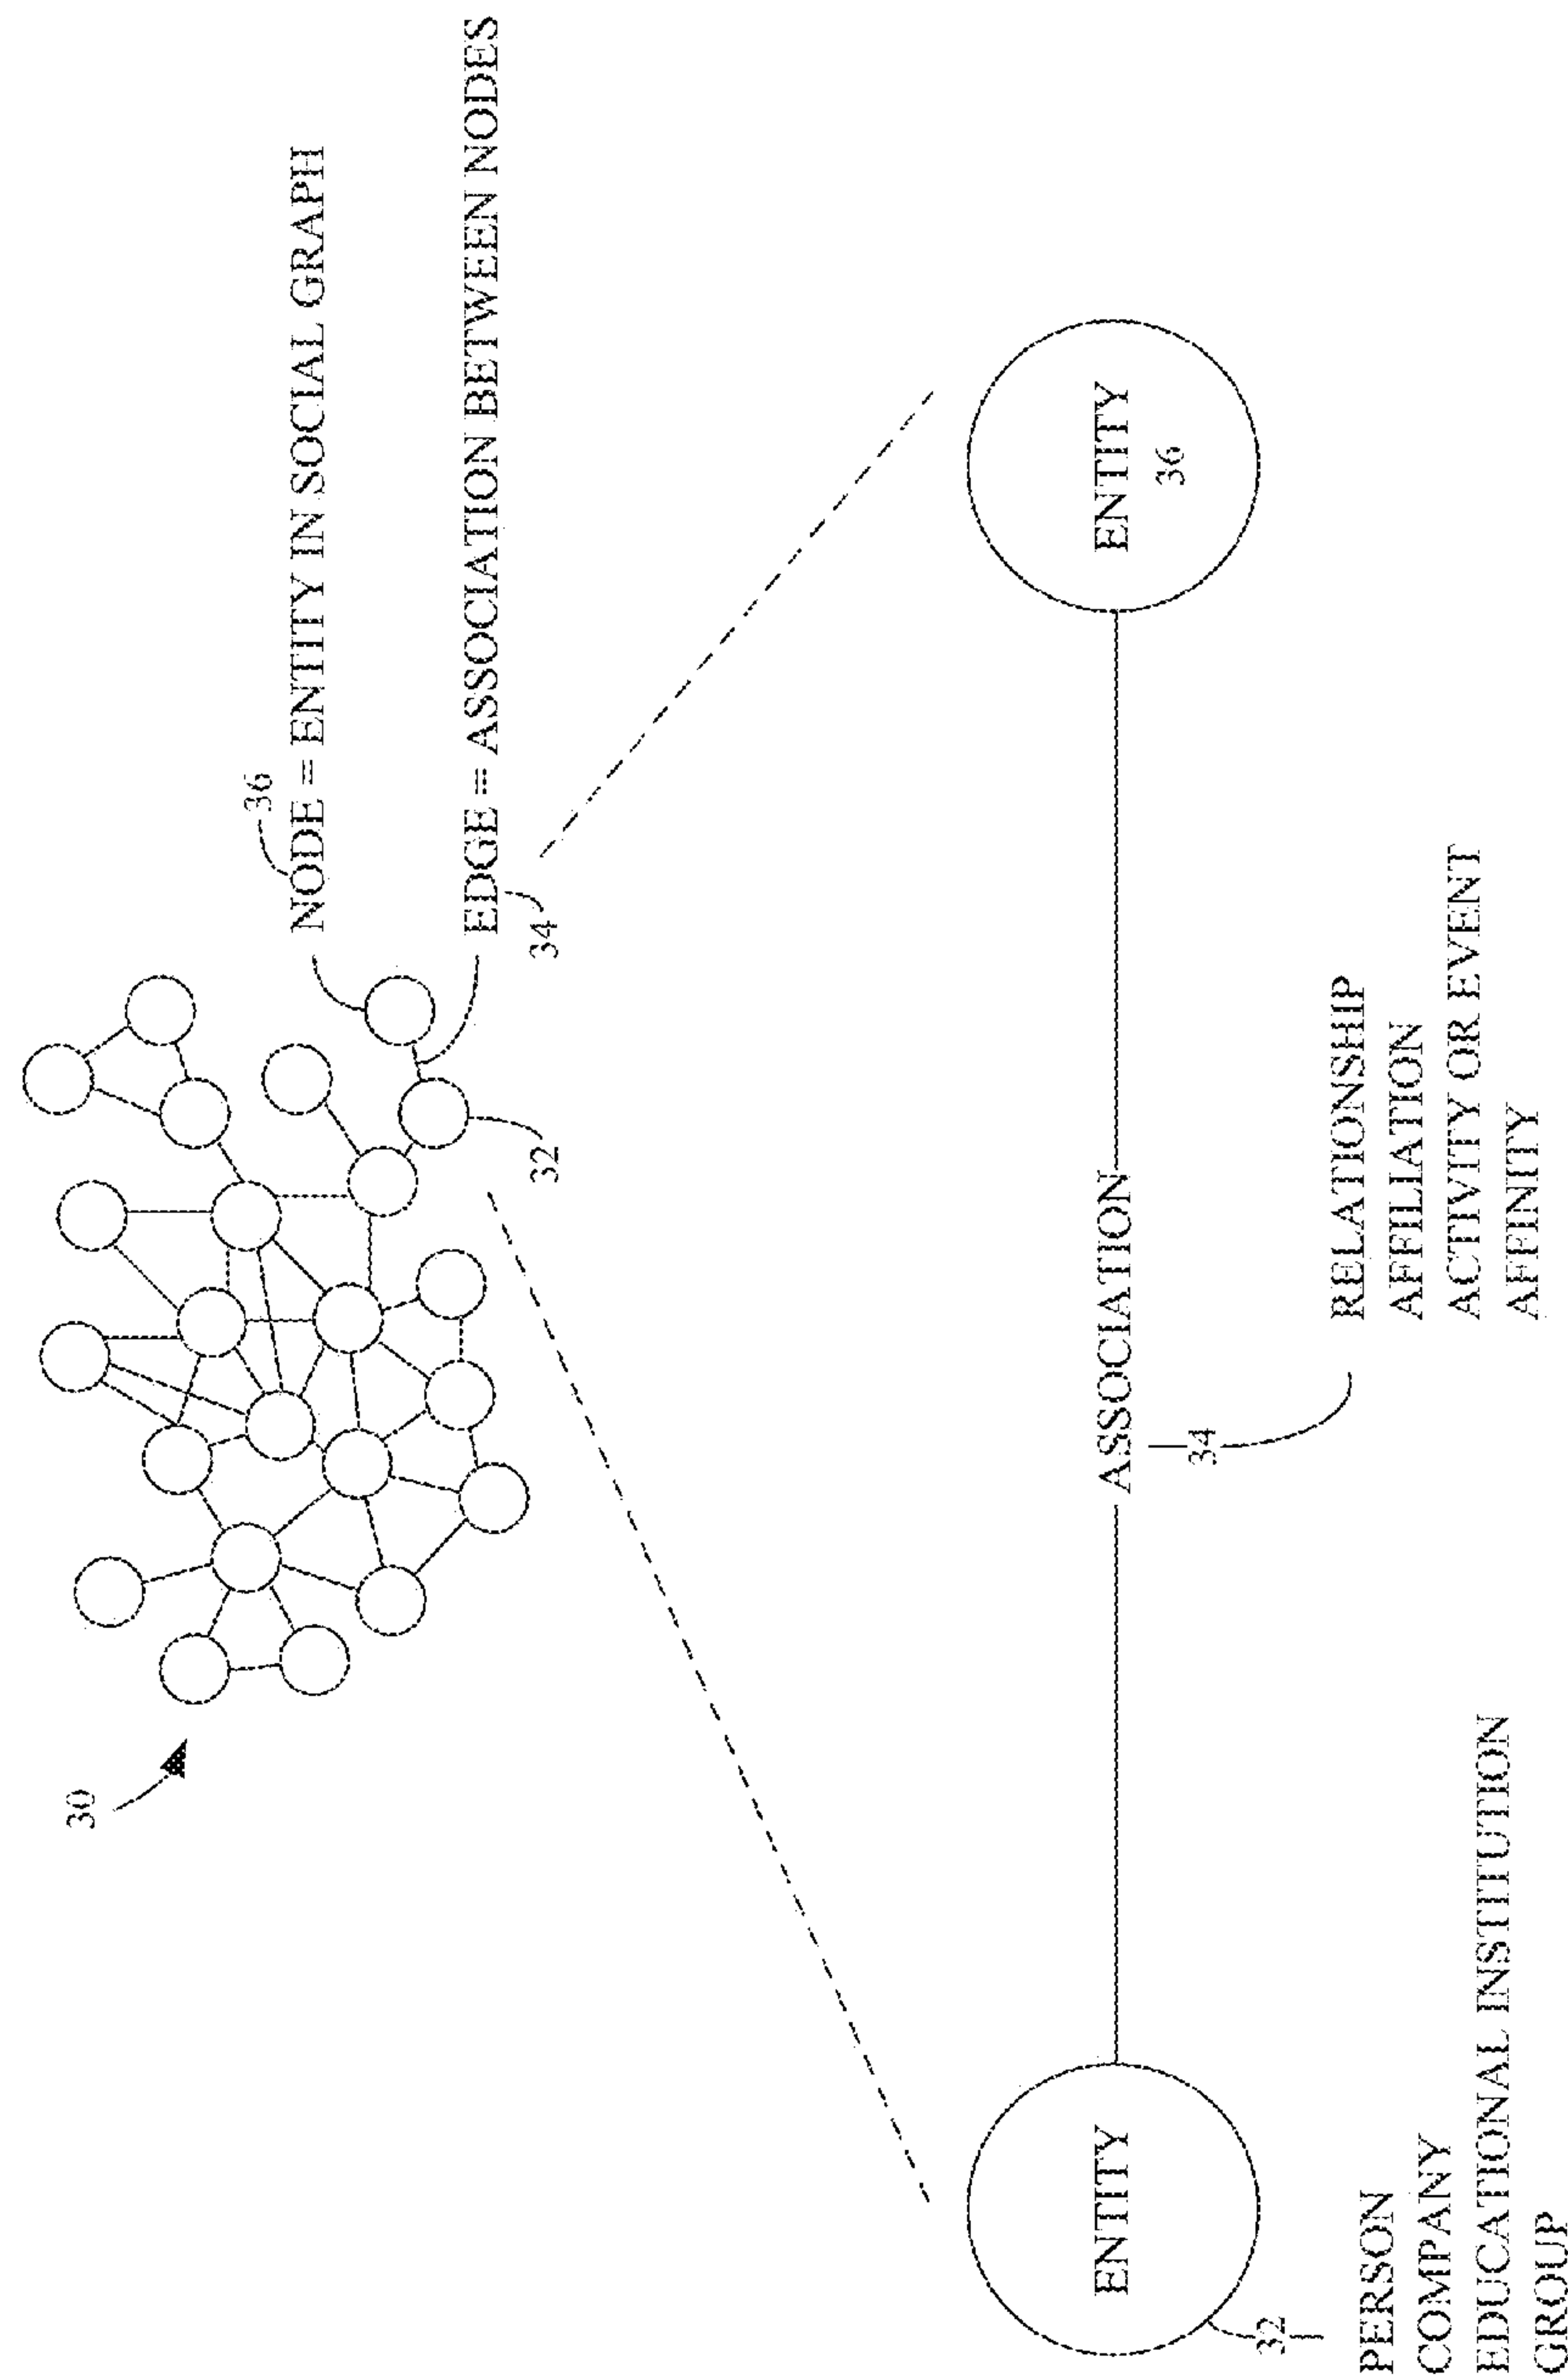 30
36
NODE = ENTITY IN SOCIAL GRAPH
EDGE = ASSOCIATION BETWEEN NODES
34
32
ENTITY
ASSOCIATION
ENTITY
36
32
34
PERSON
COMPANY
EDUCATIONAL INSTITUTION
GROUP
RELATIONSHIP
AFFILIATION
ACTIVITY OR EVENT
AFFINITY